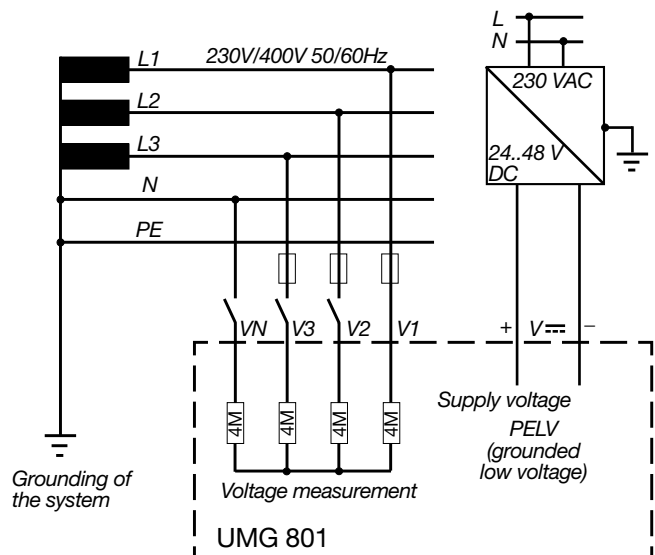 L
N
L1
230V/400V 50/60Hz
230 VAC
L2
L3
24..48 V
DC
N
PE
VN
V3
V2
V1
+
V
–
4M
4M
4M
4M
Supply voltage
PELV
(grounded
low voltage)
Grounding of
the system
Voltage measurement
UMG 801